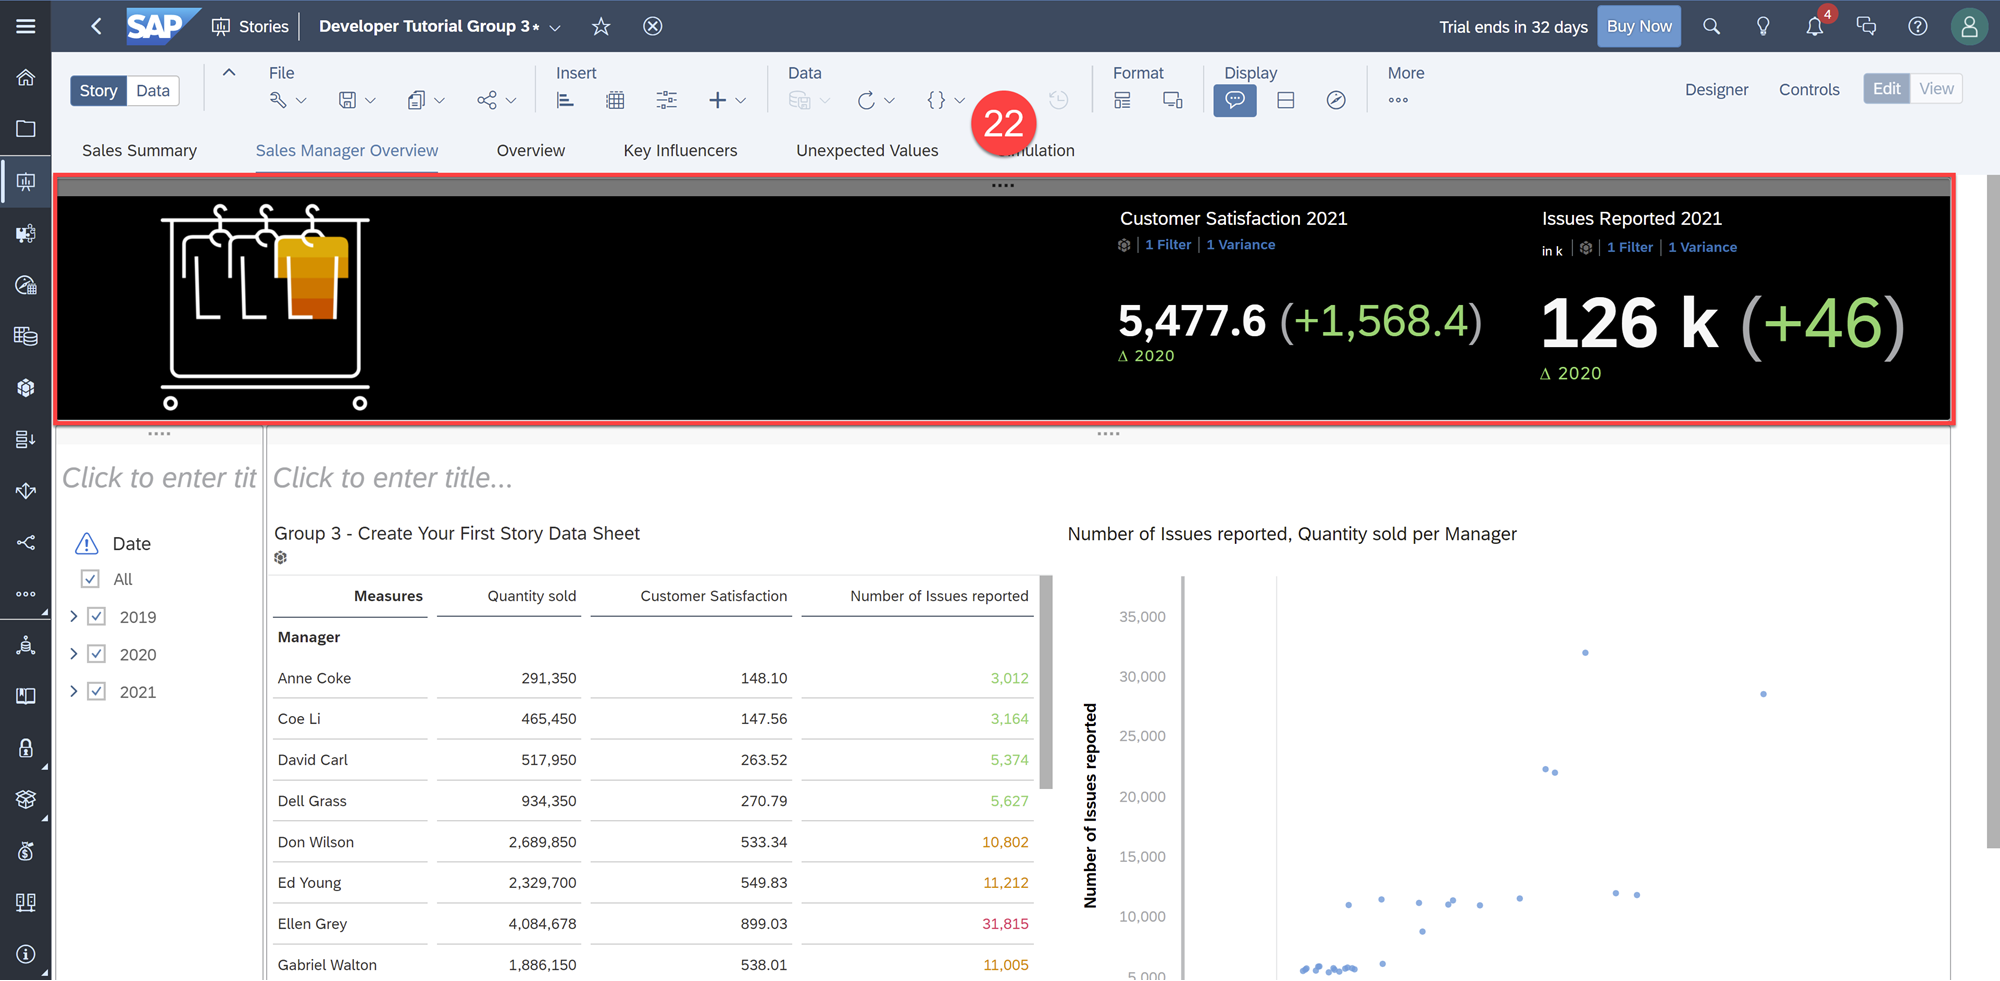 SAP Stories Developer Tutorial Group 3* Trial ends in 32 days Buy Now 4
Story Data File Insert Data Format Display More Designer Controls Edit View
22
Sales Summary Sales Manager Overview Overview Key Influencers Unexpected Values mulation
Customer Satisfaction 2021
1 Filter 1 Variance
5,477.6 (+1,568.4)
Δ 2020
Issues Reported 2021
in k 1 Filter 1 Variance
126 k (+46)
Δ 2020
Click to enter tit
Date
All
2019
2020
2021
Click to enter title...
Group 3 - Create Your First Story Data Sheet
Measures Quantity sold Customer Satisfaction Number of Issues reported
Manager
Anne Coke 291,350 148.10 3,012
Coe Li 465,450 147.56 3,164
David Carl 517,950 263.52 5,374
Dell Grass 934,350 270.79 5,627
Don Wilson 2,689,850 533.34 10,802
Ed Young 2,329,700 549.83 11,212
Ellen Grey 4,084,678 899.03 31,815
Gabriel Walton 1,886,150 538.01 11,005
Number of Issues reported, Quantity sold per Manager
Number of Issues reported
35,000
30,000
25,000
20,000
15,000
10,000
5,000